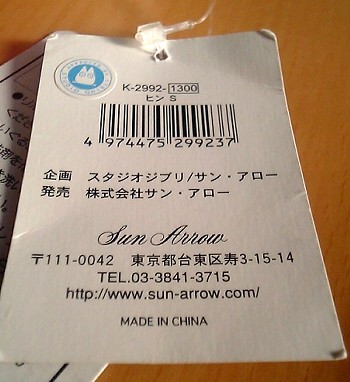 K-2992-1300
ヒン S
4 974475 299237
企画 スタジオジブリ/サン・アロー
発売 株式会社サン・アロー
Sun Arrow
〒111-0042 東京都台東区寿3-15-14
TEL.03-3841-3715
http://www.sun-arrow.com/
MADE IN CHINA